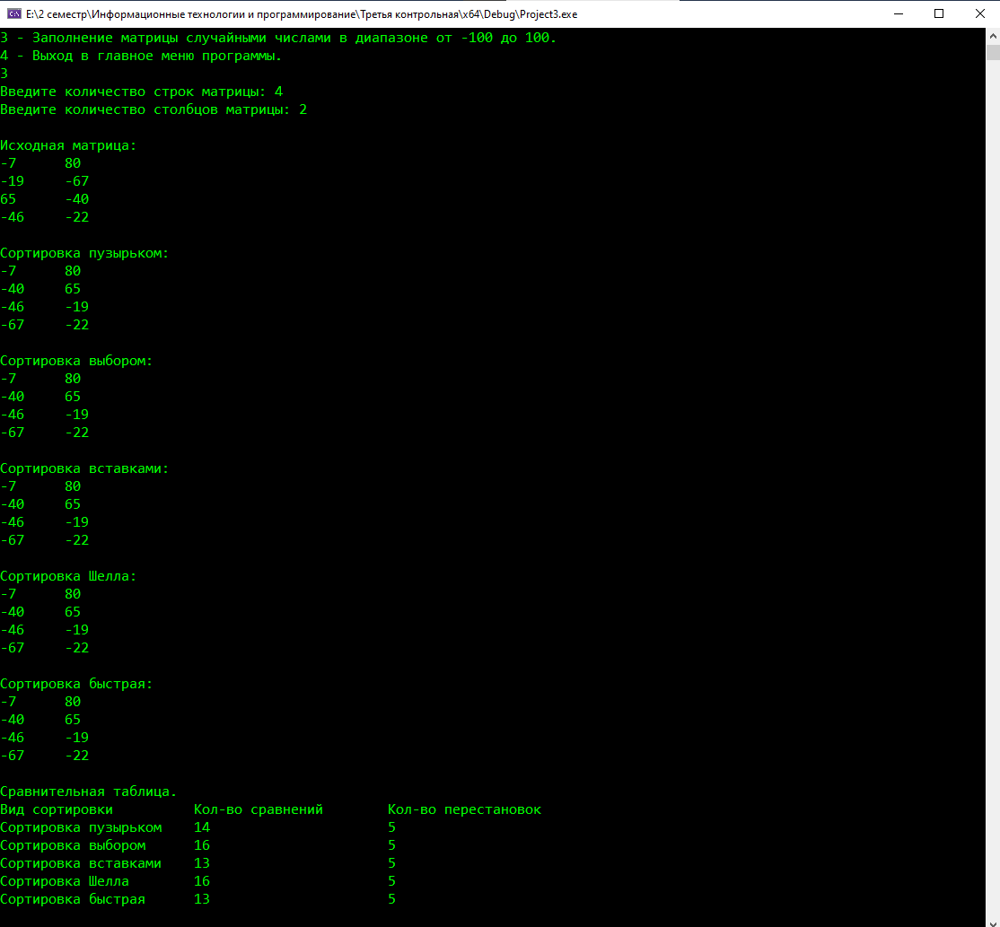 E:\2 семестр\Информационные технологии и программирование\Третья контрольная\x64\Debug\Project3.exe
3 - Заполнение матрицы случайными числами в диапазоне от -100 до 100.
4 - Выход в главное меню программы.
3
Введите количество строк матрицы: 4
Введите количество столбцов матрицы: 2
Исходная матрица:
-7 80
-19 -67
65 -40
-46 -22
Сортировка пузырьком:
-7 80
-40 65
-46 -19
-67 -22
Сортировка выбором:
-7 80
-40 65
-46 -19
-67 -22
Сортировка вставками:
-7 80
-40 65
-46 -19
-67 -22
Сортировка Шелла:
-7 80
-40 65
-46 -19
-67 -22
Сортировка быстрая:
-7 80
-40 65
-46 -19
-67 -22
Сравнительная таблица.
Вид сортировки Кол-во сравнений Кол-во перестановок
Сортировка пузырьком 14 5
Сортировка выбором 16 5
Сортировка вставками 13 5
Сортировка Шелла 16 5
Сортировка быстрая 13 5